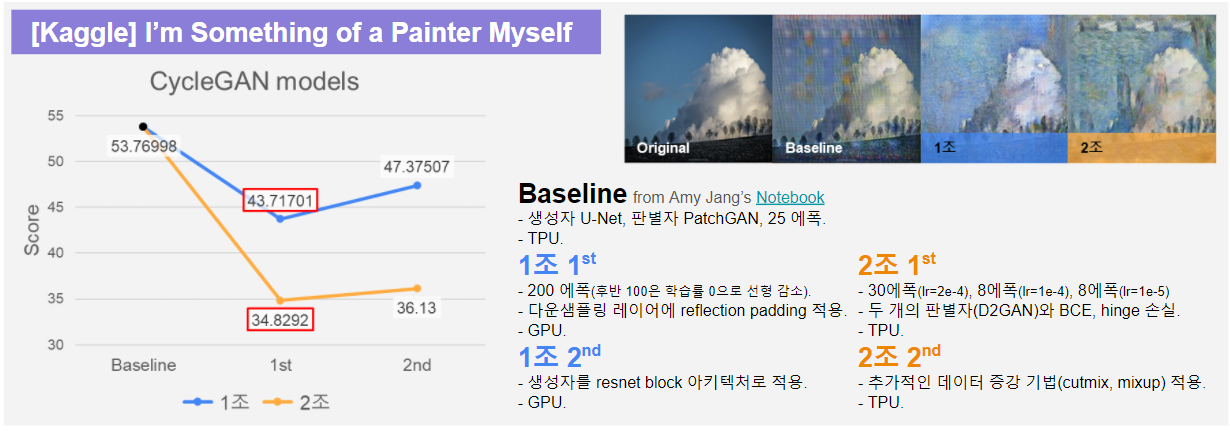 [Kaggle] I’m Something of a Painter Myself
CycleGAN models
Score
55
50
45
40
35
30
53.76998
43.71701
47.37507
34.8292
36.13
Baseline
1st
2nd
1조
2조
Original
Baseline
1조
2조
Baseline from Amy Jang’s Notebook
- 생성자 U-Net, 판별자 PatchGAN, 25 에폭.
- TPU.
1조 1st
- 200 에폭(후반 100은 학습률 0으로 선형 감소).
- 다운샘플링 레이어에 reflection padding 적용.
- GPU.
1조 2nd
- 생성자를 resnet block 아키텍처로 적용.
- GPU.
2조 1st
- 30에폭(lr=2e-4), 8에폭(lr=1e-4), 8에폭(lr=1e-5)
- 두 개의 판별자(D2GAN)와 BCE, hinge 손실.
- TPU.
2조 2nd
- 추가적인 데이터 증강 기법(cutmix, mixup) 적용.
- TPU.